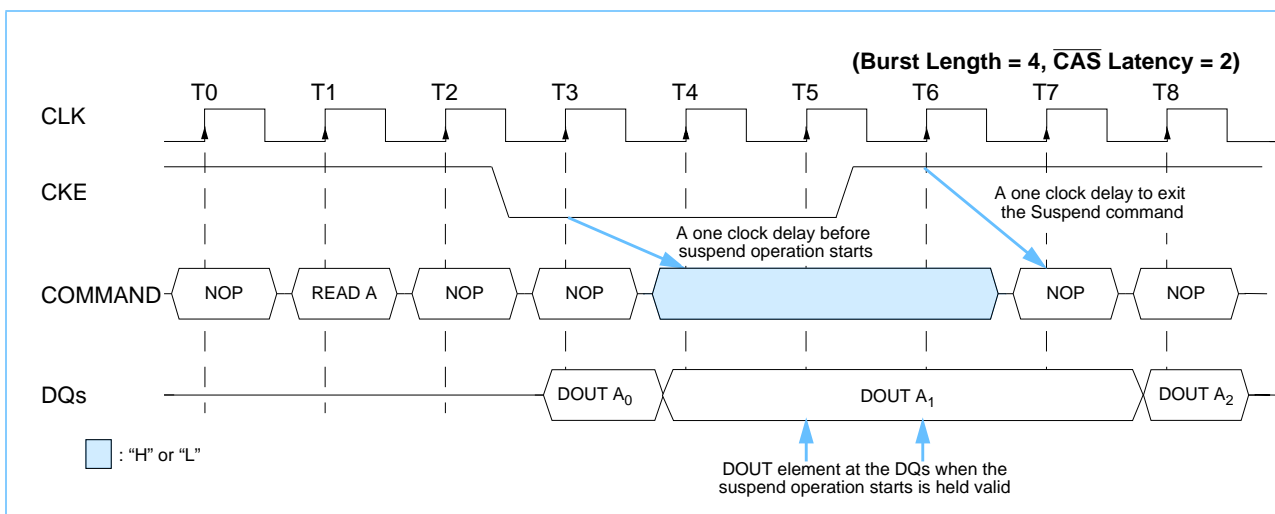 (Burst Length = 4, CAS Latency = 2)
T0 T1 T2 T3 T4 T5 T6 T7 T8
CLK
CKE
A one clock delay to exit
the Suspend command
A one clock delay before
suspend operation starts
COMMAND NOP READ A NOP NOP NOP NOP
DQs DOUT A0 DOUT A1 DOUT A2
: “H” or “L”
DOUT element at the DQs when the
suspend operation starts is held valid